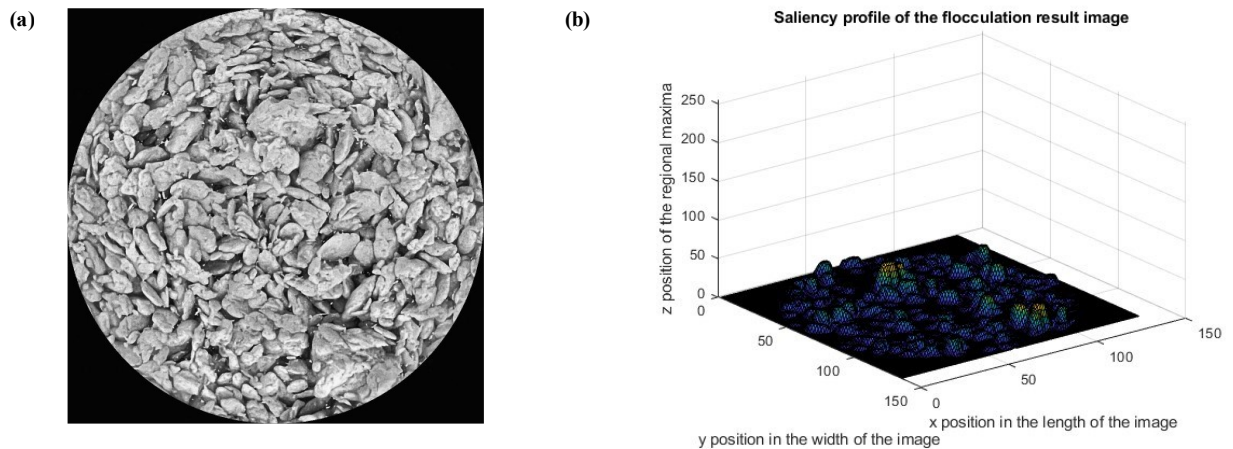 (a)
(b)
Saliency profile of the flocculation result image
z position of the regional maxima
250
200
150
100
50
0
0
50
100
150
0
50
100
150
x position in the length of the image
y position in the width of the image